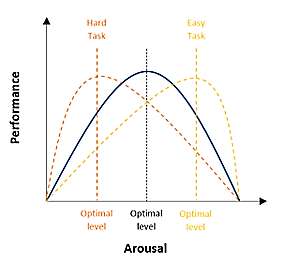 Hard
Task
Easy
Task
Performance
Optimal
level
Optimal
level
Optimal
level
Arousal